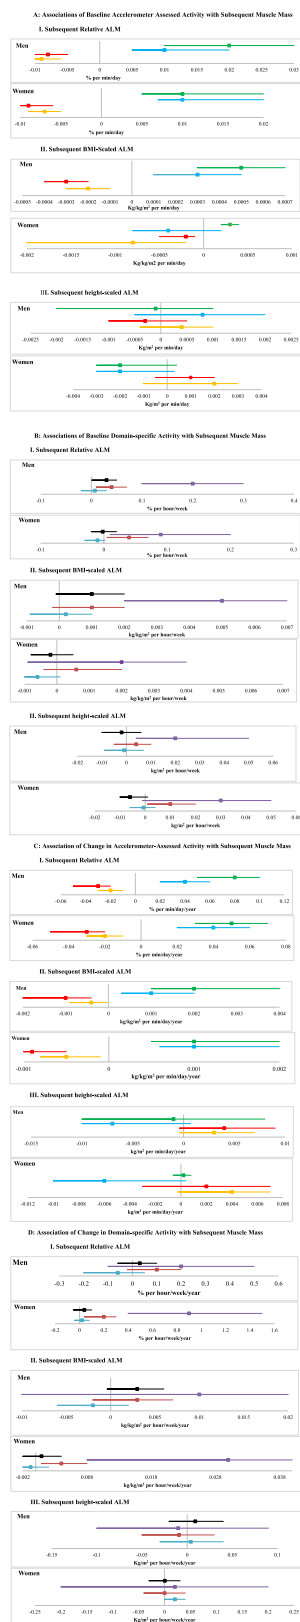 A: Associations of Baseline Accelerometer Assessed Activity with Subsequent Muscle Mass
I. Subsequent Relative ALM
Men
-0.01 -0.005 0 0.005 0.01 0.015 0.02 0.025 0.03
% per min/day
Women
-0.01 -0.005 0 0.005 0.01 0.015 0.02
% per min/day
II. Subsequent BMI-Scaled ALM
Men
-0.0005 -0.0004 -0.0003 -0.0002 -0.0001 0 0.0001 0.0002 0.0003 0.0004 0.0005 0.0006 0.0007
Kg/kg/m² per min/day
Women
-0.002 -0.0015 -0.001 -0.0005 0 0.0005 0.001
Kg/kg/m2 per min/day
III. Subsequent height-scaled ALM
Men
-0.0025 -0.002 -0.0015 -0.001 -0.0005 0 0.0005 0.001 0.0015 0.002 0.0025
Kg/m² per min/day
Women
-0.004 -0.003 -0.002 -0.001 0 0.001 0.002 0.003 0.004
Kg/m² per min/day
B: Associations of Baseline Domain-specific Activity with Subsequent Muscle Mass
I. Subsequent Relative ALM
Men
-0.1 0 0.1 0.2 0.3 0.4
% per hour/week
Women
-0.1 0 0.1 0.2 0.3
% per hour/week
II. Subsequent BMI-scaled ALM
Men
-0.001 0 0.001 0.002 0.003 0.004 0.005 0.006 0.007
kg/kg/m² per hour/week
Women
-0.001 0 0.001 0.002 0.003 0.004 0.005 0.006 0.007
kg/kg/m² per hour/week
II. Subsequent height-scaled ALM
Men
-0.02 -0.01 0 0.01 0.02 0.03 0.04 0.05 0.06
kg/m² per hour/week
Women
-0.02 -0.01 0 0.01 0.02 0.03 0.04 0.05 0.06
kg/m² per hour/week
C: Association of Change in Accelerometer-Assessed Activity with Subsequent Muscle Mass
I. Subsequent Relative ALM
Men
-0.06 -0.04 -0.02 0 0.02 0.04 0.06 0.08 0.1 0.12
% per min/day/year
Women
-0.06 -0.04 -0.02 0 0.02 0.04 0.06 0.08
% per min/day/year
II. Subsequent BMI-scaled ALM
Men
-0.002 -0.001 0 0.001 0.002 0.003 0.004
kg/kg/m² per min/day/year
Women
-0.001 0 0.001 0.002
kg/kg/m² per min/day/year
III. Subsequent height-scaled ALM
Men
-0.015 -0.01 -0.005 0 0.005 0.01
kg/m² per min/day/year
Women
-0.012 -0.01 -0.008 -0.006 -0.004 -0.002 0 0.002 0.004 0.006 0.008
kg/m² per min/day/year
D: Association of Change in Domain-specific Activity with Subsequent Muscle Mass
I. Subsequent Relative ALM
Men
-0.3 -0.2 -0.1 0 0.1 0.2 0.3 0.4 0.5 0.6
% per hour/week/year
Women
-0.2 0 0.2 0.4 0.6 0.8 1 1.2 1.4 1.6
% per hour/week/year
II. Subsequent BMI-scaled ALM
Men
-0.01 -0.005 0 0.005 0.01 0.015 0.02
kg/kg/m² per hour/week/year
Women
-0.002 0.008 0.018 0.028 0.038
kg/kg/m² per hour/week/year
III. Subsequent height-scaled ALM
Men
-0.15 -0.1 -0.05 0 0.05 0.1
Kg/m² per hour/week/year
Women
-0.2 -0.15 -0.1 -0.05 0 0.05 0.1 0.15 0.2 0.25
Kg/m² per hour/week/year